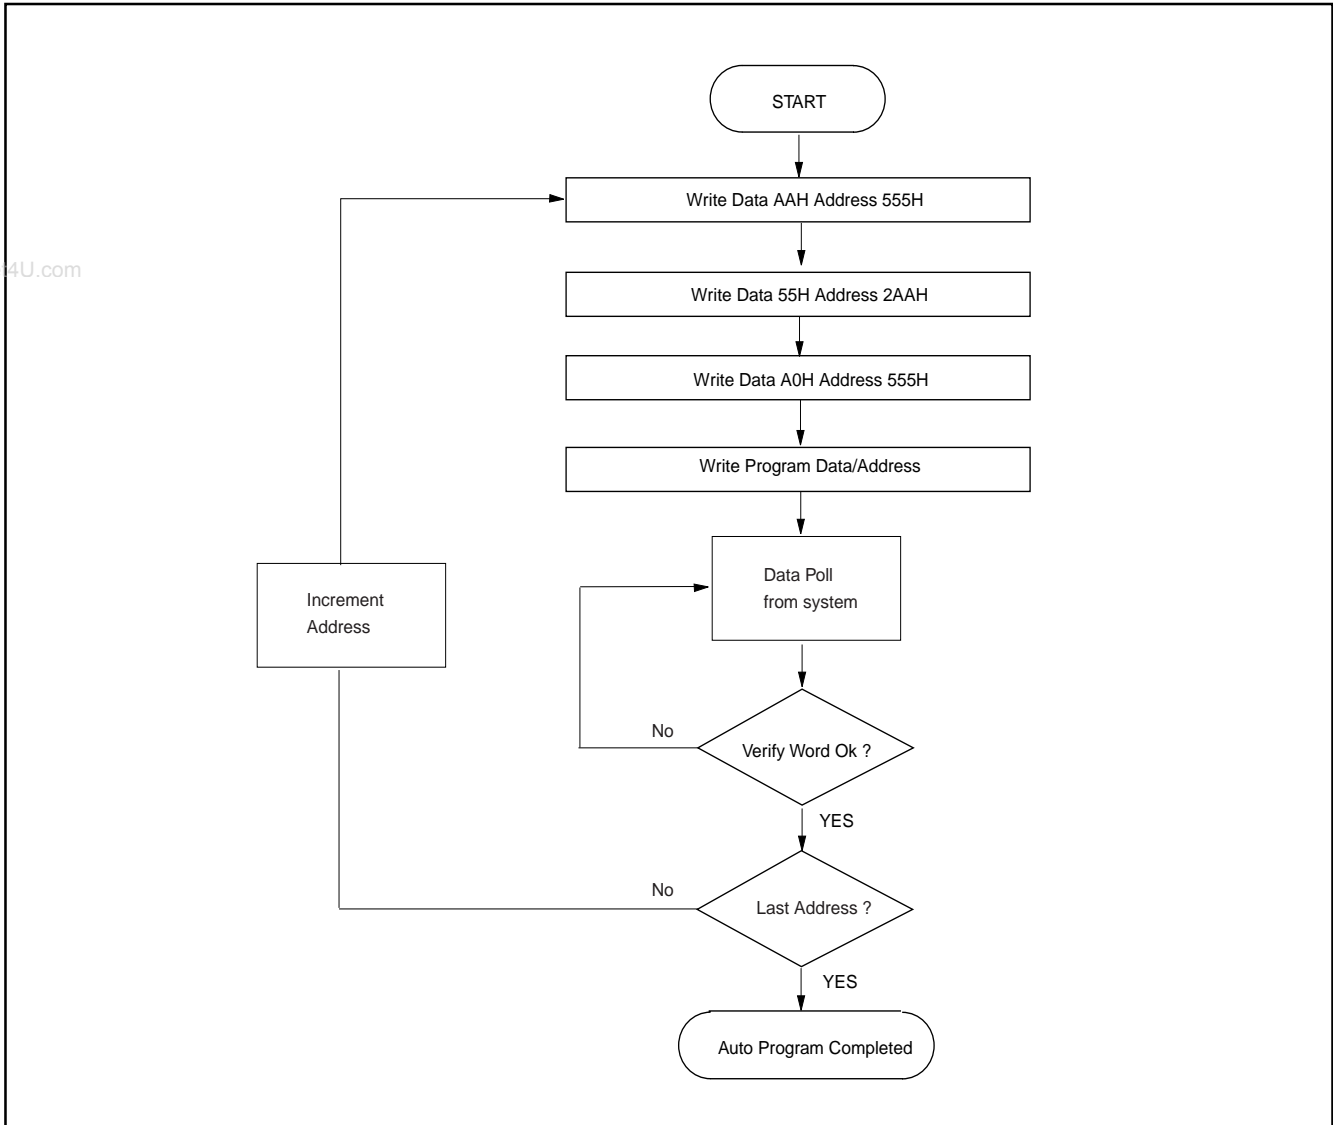 START
Write Data AAH Address 555H
4U.com
Write Data 55H Address 2AAH
Write Data A0H Address 555H
Write Program Data/Address
Data Poll
from system
Increment
Address
No
Verify Word Ok ?
YES
No
Last Address ?
YES
Auto Program Completed